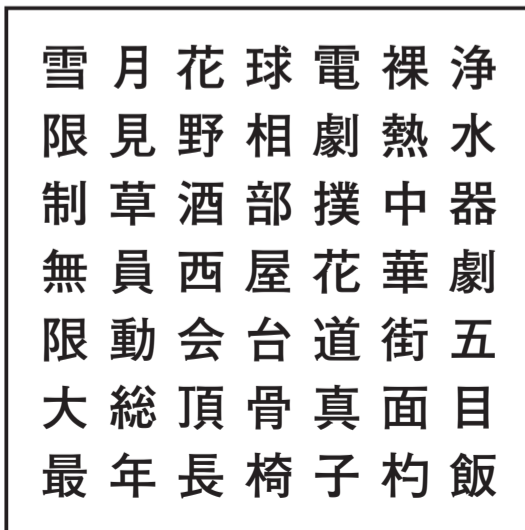 雪月花球電裸浄
限見野相劇熱水
制草酒部撲中器
無員西屋花華劇
限動会台道街五
大総頂骨真面目
最年長椅子杓飯